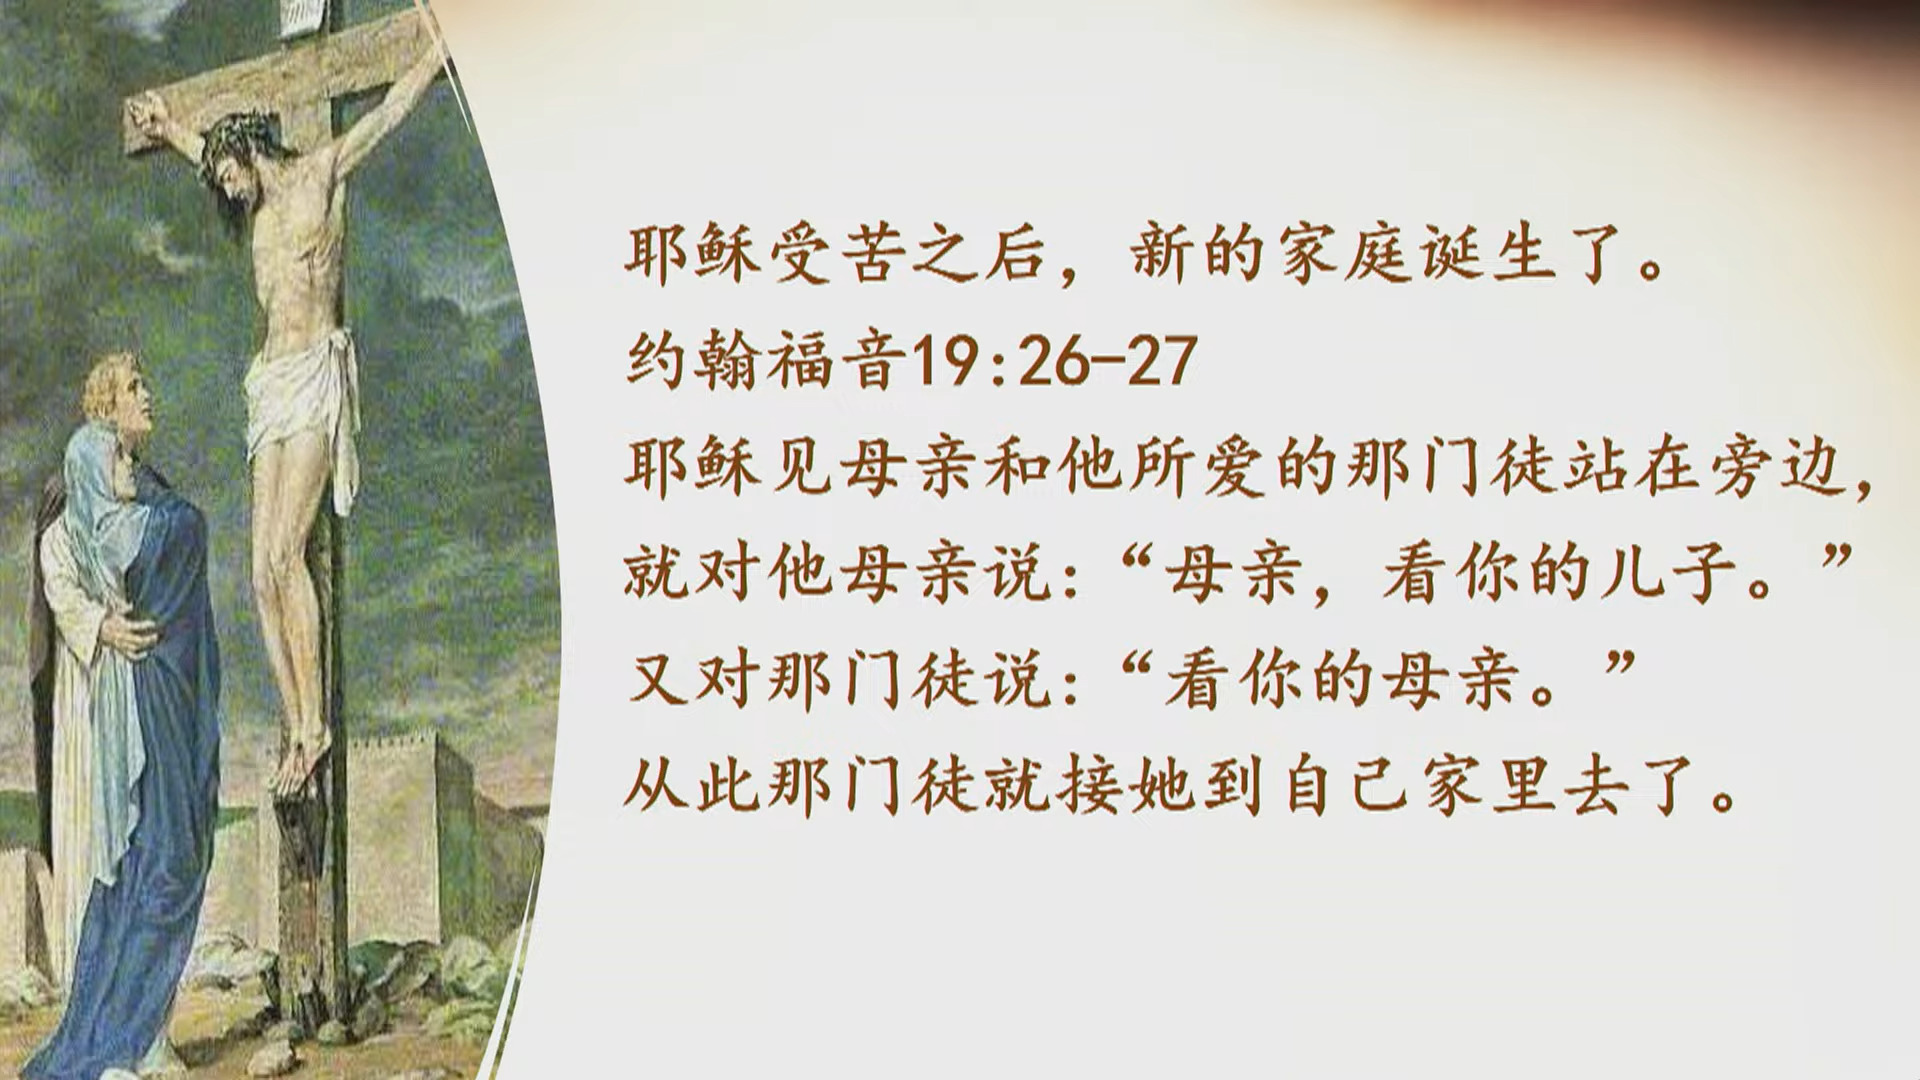 耶稣受苦之后，新的家庭诞生了。
约翰福音19:26-27
耶稣见母亲和他所爱的那门徒站在旁边，
就对他母亲说：“母亲，看你的儿子。”
又对那门徒说：“看你的母亲。”
从此那门徒就接她到自己家里去了。